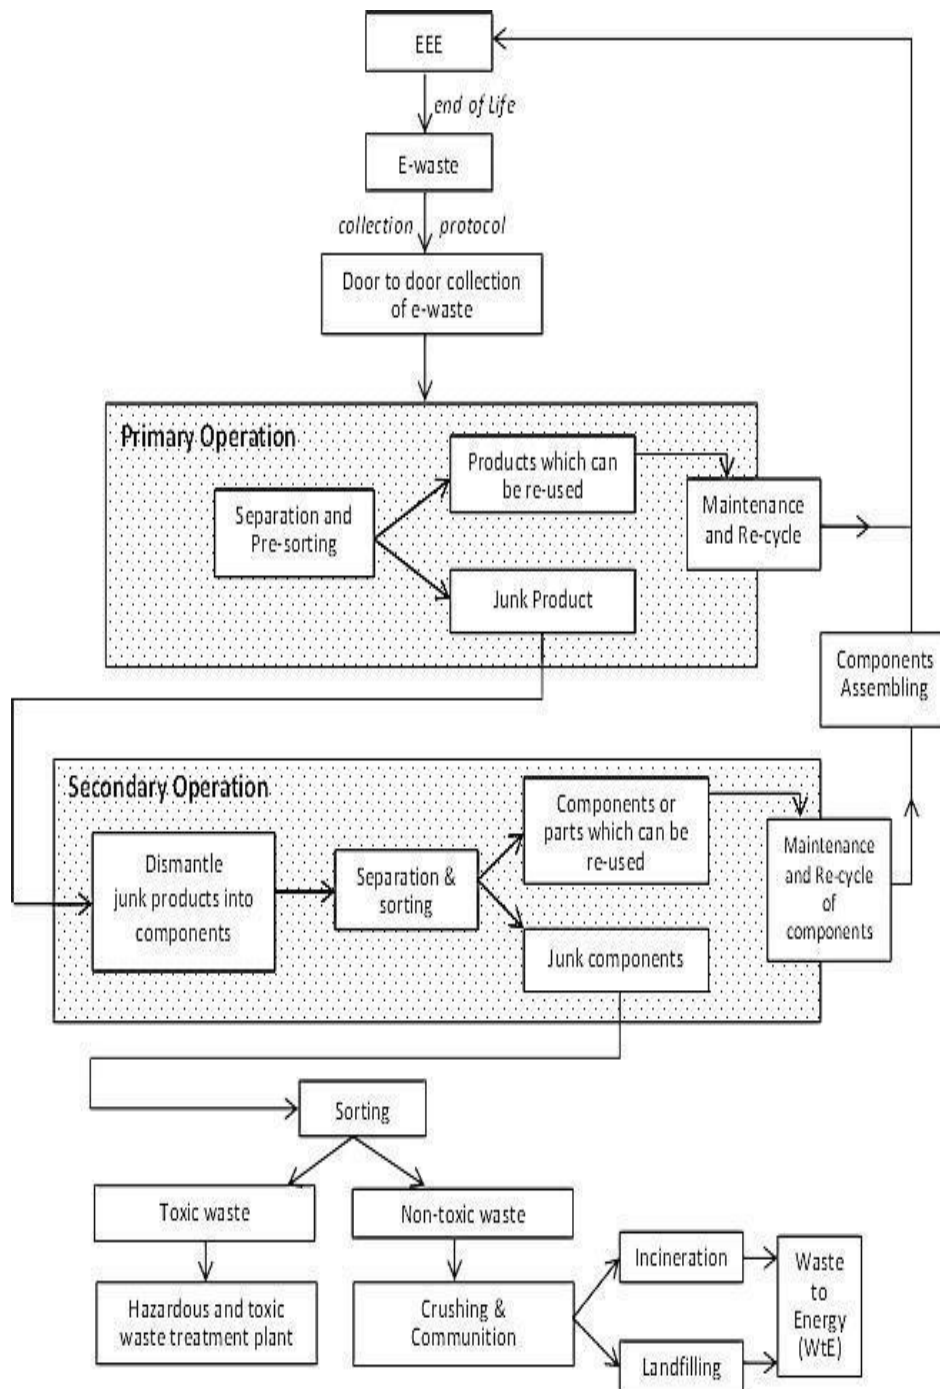 EEE
end of Life
E-waste
collection protocol
Door to door collection
of e-waste
Primary Operation
Products which can
be re-used
Separation and
Pre-sorting
Maintenance
and Re-cycle
Junk Product
Components
Assembling
Secondary Operation
Components or
parts which can be
re-used
Dismantle
junk products into
components
Separation &
sorting
Maintenance
and Re-cycle
of
components
Junk components
Sorting
Toxic waste
Non-toxic waste
Incineration
Waste
to
Energy
(WtE)
Hazardous and toxic
waste treatment plant
Crushing &
Communition
Landfilling